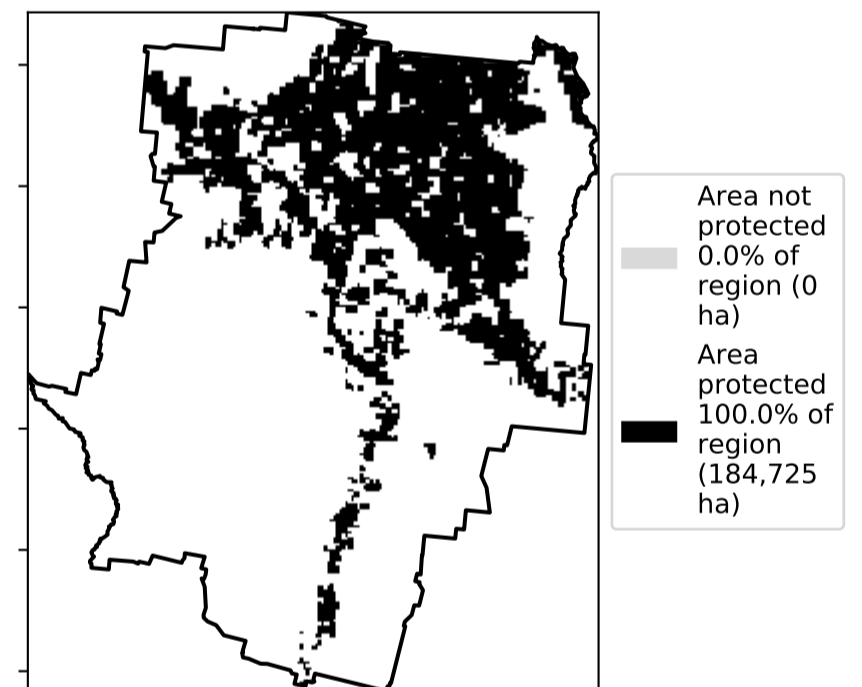 Area not
protected
0.0% of
region (0
ha)
Area
protected
100.0% of
region
(184,725
ha)